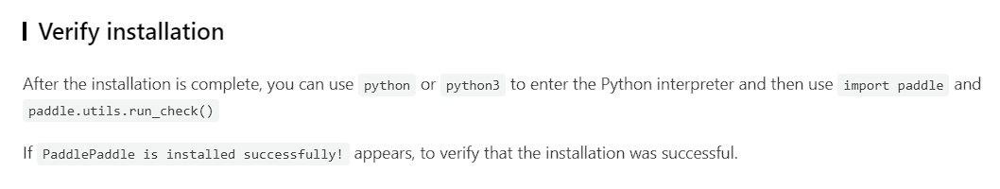 Verify installation
After the installation is complete, you can use python or python3 to enter the Python interpreter and then use import paddle and
paddle.utils.run_check()
If PaddlePaddle is installed successfully! appears, to verify that the installation was successful.